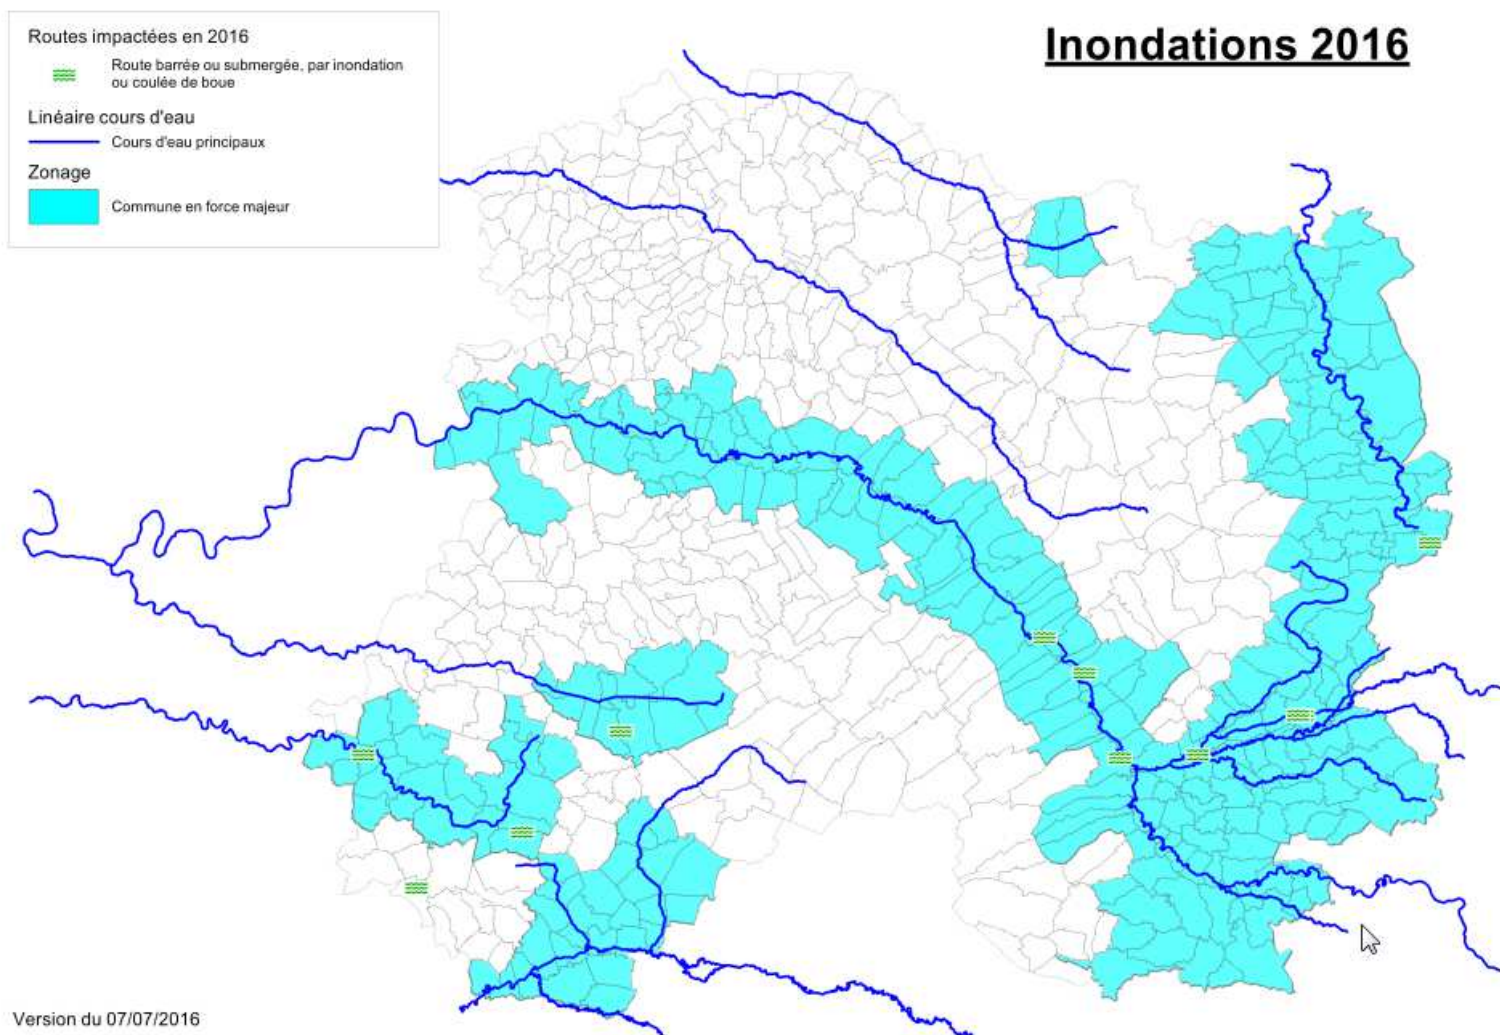 Inondations 2016
Routes impactées en 2016
Route barrée ou submergée, par inondation
ou coulée de boue
Linéaire cours d'eau
Cours d'eau principaux
Zonage
Commune en force majeur
Version du 07/07/2016